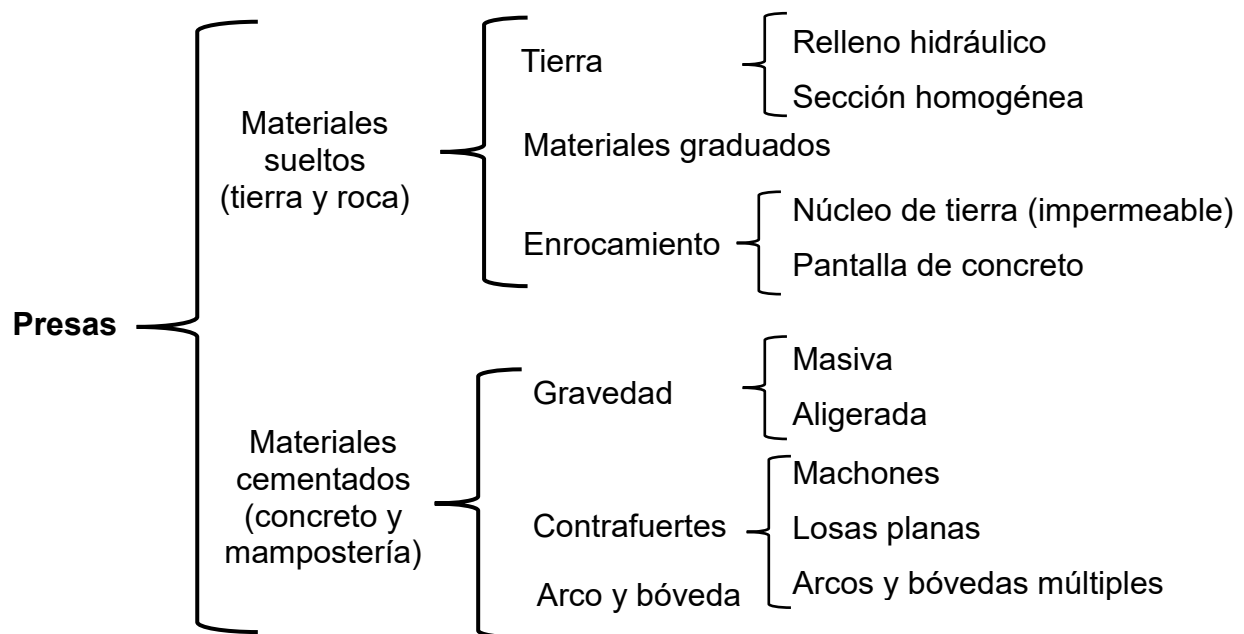 Presas
Materiales
sueltos
(tierra y roca)
Tierra
Relleno hidráulico
Sección homogénea
Materiales graduados
Enrocamiento
Núcleo de tierra (impermeable)
Pantalla de concreto
Materiales
cementados
(concreto y
mampostería)
Gravedad
Masiva
Aligerada
Contrafuertes
Machones
Losas planas
Arcos y bóvedas múltiples
Arco y bóveda